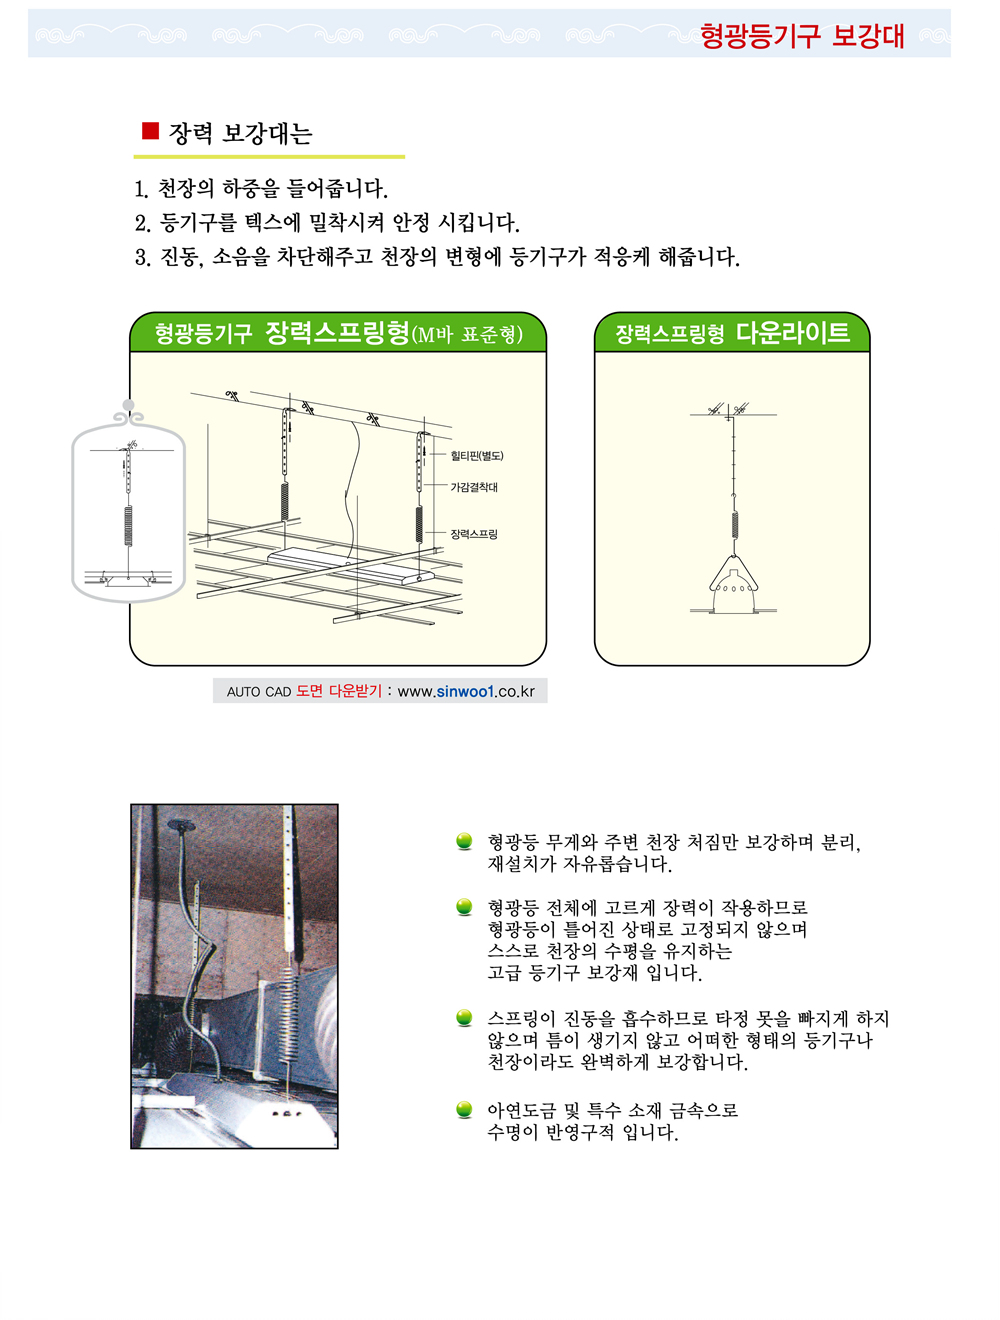 형광등기구 보강대
장력 보강대는
1. 천장의 하중을 들어줍니다.
2. 등기구를 텍스에 밀착시켜 안정 시킵니다.
3. 진동, 소음을 차단해주고 천장의 변형에 등기구가 적응케 해줍니다.
형광등기구 장력스프링형(M바 표준형)
힐티핀(별도)
가감결착대
장력스프링
장력스프링형 다운라이트
AUTO CAD 도면 다운받기 : www.sinwoo1.co.kr
형광등 무게와 주변 천장 처짐만 보강하며 분리,
재설치가 자유롭습니다.
형광등 전체에 고르게 장력이 작용하므로
형광등이 틀어진 상태로 고정되지 않으며
스스로 천장의 수평을 유지하는
고급 등기구 보강재 입니다.
스프링이 진동을 흡수하므로 타정 못을 빠지게 하지
않으며 틈이 생기지 않고 어떠한 형태의 등기구나
천장이라도 완벽하게 보강합니다.
아연도금 및 특수 소재 금속으로
수명이 반영구적 입니다.